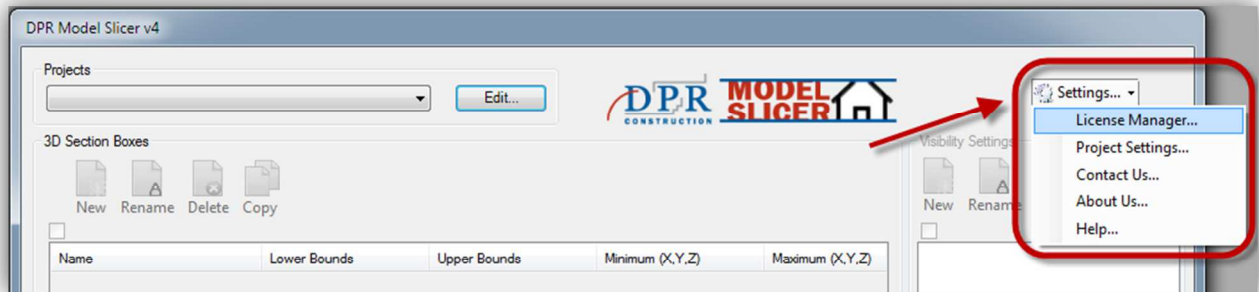 DPR Model Slicer v4
Projects
Edit...
DPR CONSTRUCTION
MODEL SLICER
Settings...
License Manager...
Project Settings...
Contact Us...
About Us...
Help...
3D Section Boxes
New Rename Delete Copy
Name Lower Bounds Upper Bounds Minimum (X,Y,Z) Maximum (X,Y,Z)
Visibility Settings
New Rename